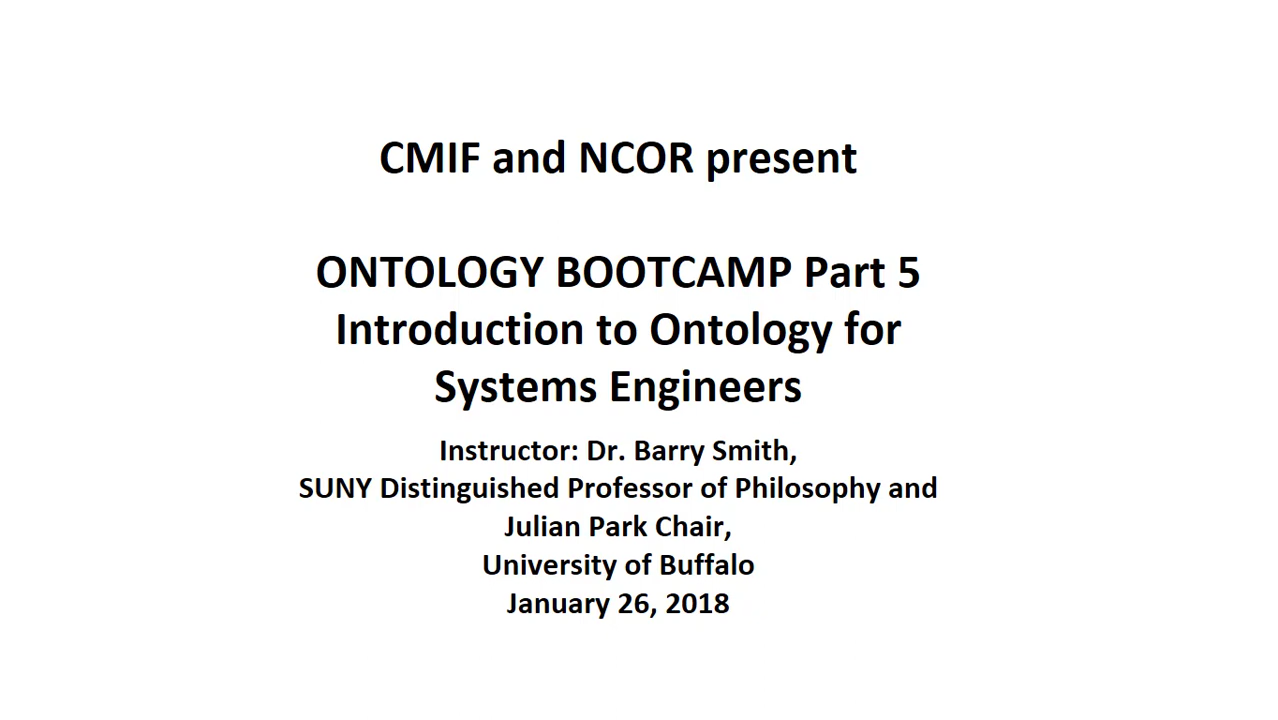 CMIF and NCOR present
ONTOLOGY BOOTCAMP Part 5
Introduction to Ontology for
Systems Engineers
Instructor: Dr. Barry Smith,
SUNY Distinguished Professor of Philosophy and
Julian Park Chair,
University of Buffalo
January 26, 2018